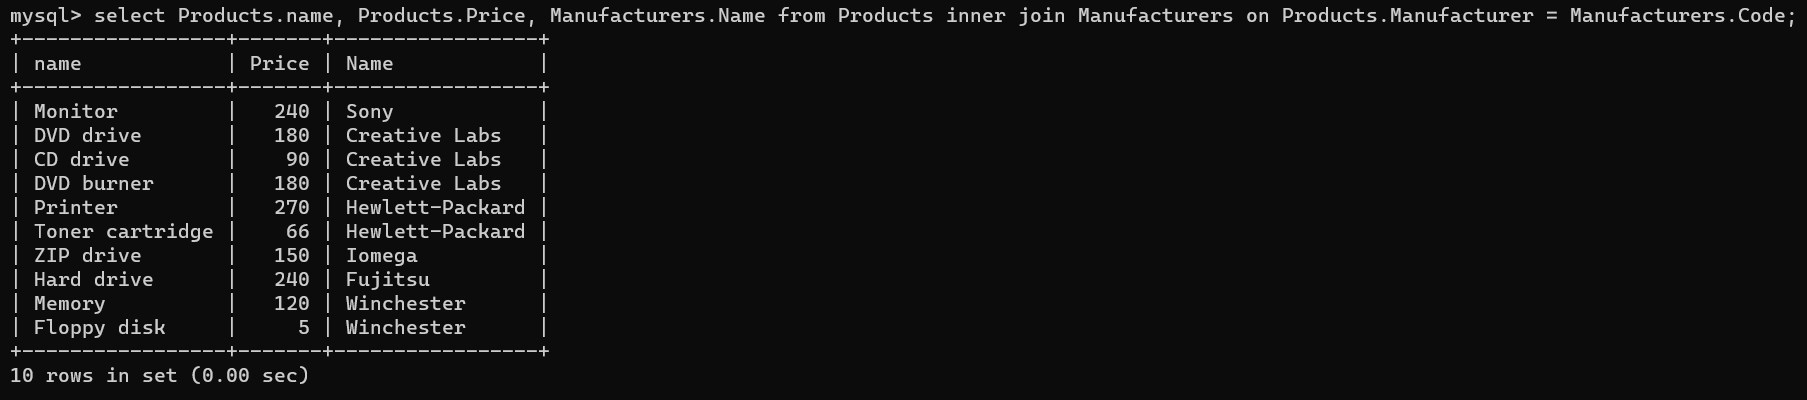 mysql> select Products.name, Products.Price, Manufacturers.Name from Products inner join Manufacturers on Products.Manufacturer = Manufacturers.Code;
+-----------------+-------+-----------------+
| name            | Price | Name            |
+-----------------+-------+-----------------+
| Monitor         |   240 | Sony            |
| DVD drive       |   180 | Creative Labs   |
| CD drive        |    90 | Creative Labs   |
| DVD burner      |   180 | Creative Labs   |
| Printer         |   270 | Hewlett-Packard |
| Toner cartridge |    66 | Hewlett-Packard |
| ZIP drive       |   150 | Iomega          |
| Hard drive      |   240 | Fujitsu         |
| Memory          |   120 | Winchester      |
| Floppy disk     |     5 | Winchester      |
+-----------------+-------+-----------------+
10 rows in set (0.00 sec)